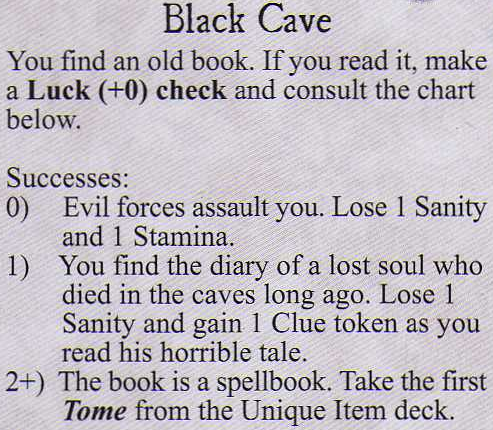 Black Cave
You find an old book. If you read it, make
a Luck (+0) check and consult the chart
below.
Successes:
0) Evil forces assault you. Lose 1 Sanity
and 1 Stamina.
1) You find the diary of a lost soul who
died in the caves long ago. Lose 1
Sanity and gain 1 Clue token as you
read his horrible tale.
2+) The book is a spellbook. Take the first
Tome from the Unique Item deck.